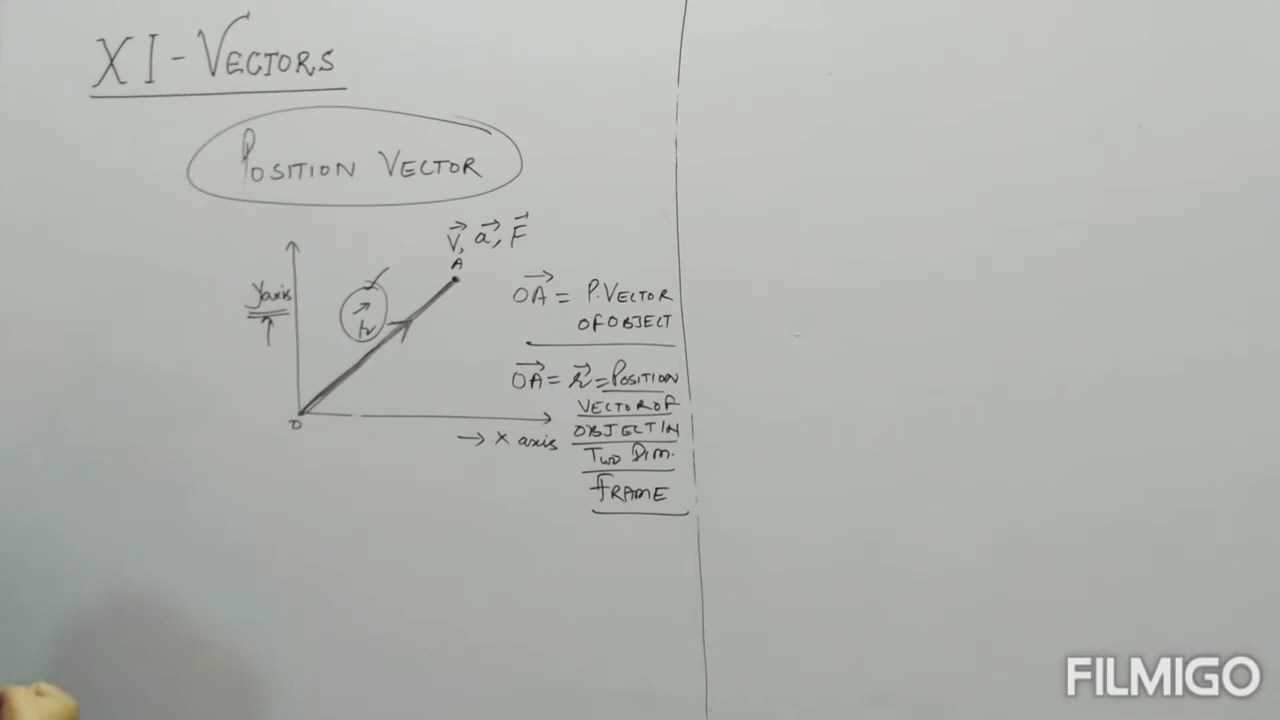 XI - VECTORS
POSITION VECTOR
V⃗, a⃗, F⃗
A
Y axis
r⃗
O
→ X axis
OA⃗ = P. VECTOR
OF OBJECT
OA⃗ = r⃗ = POSITION
VECTOR OF
OBJECT IN
TWO DIM.
FRAME
FILMIGO